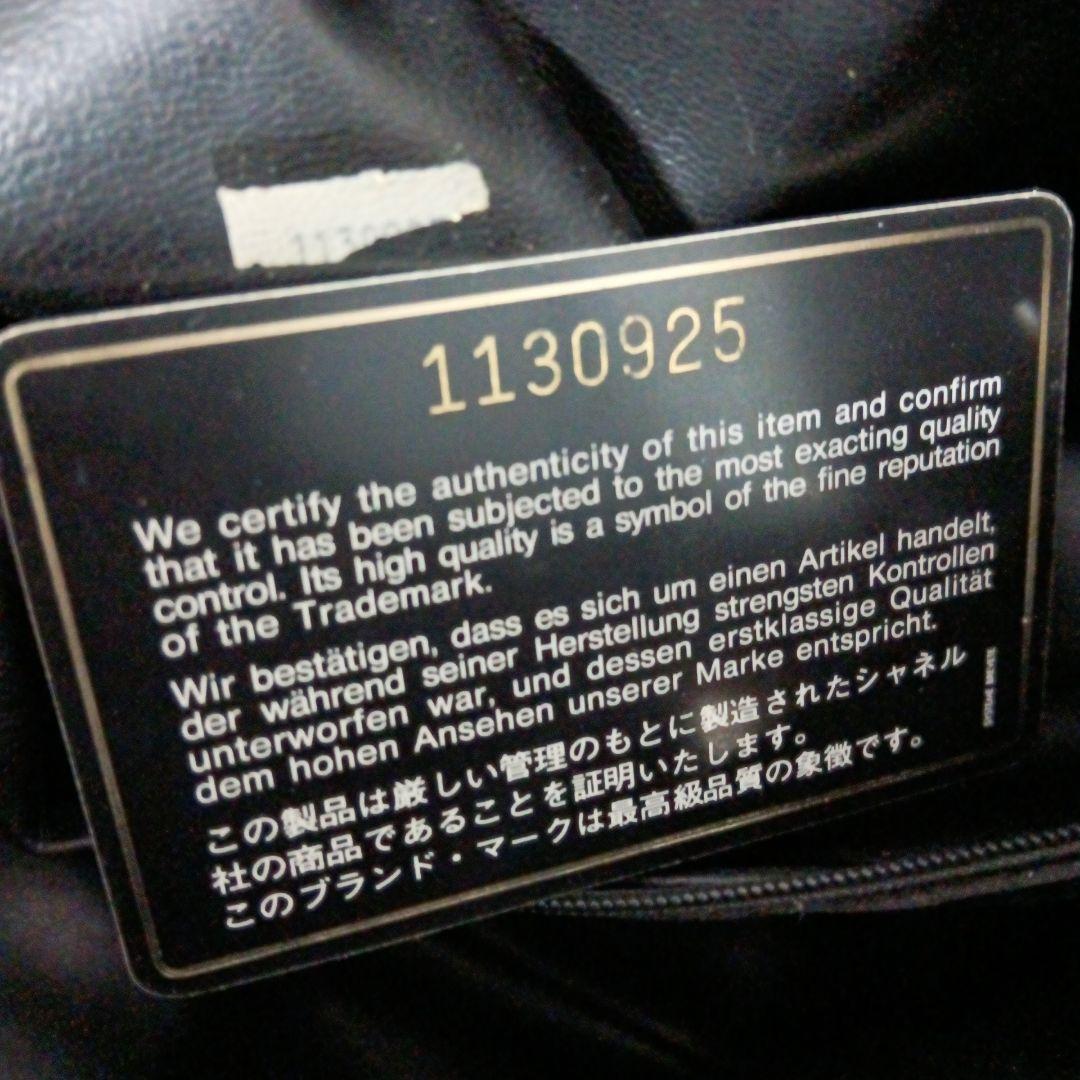 1130925
We certify the authenticity of this item and confirm
that it has been subjected to the most exacting quality
control. Its high quality is a symbol of the fine reputation
of the Trademark.
Wir bestätigen, dass es sich um einen Artikel handelt,
der während seiner Herstellung strengsten Kontrollen
unterworfen war, und dessen erstklassige Qualität
dem hohen Ansehen unserer Marke entspricht.
この製品は厳しい管理のもとに製造されたシャネル
社の商品であることを証明いたします。
このブランド・マークは最高級品質の象徴です。